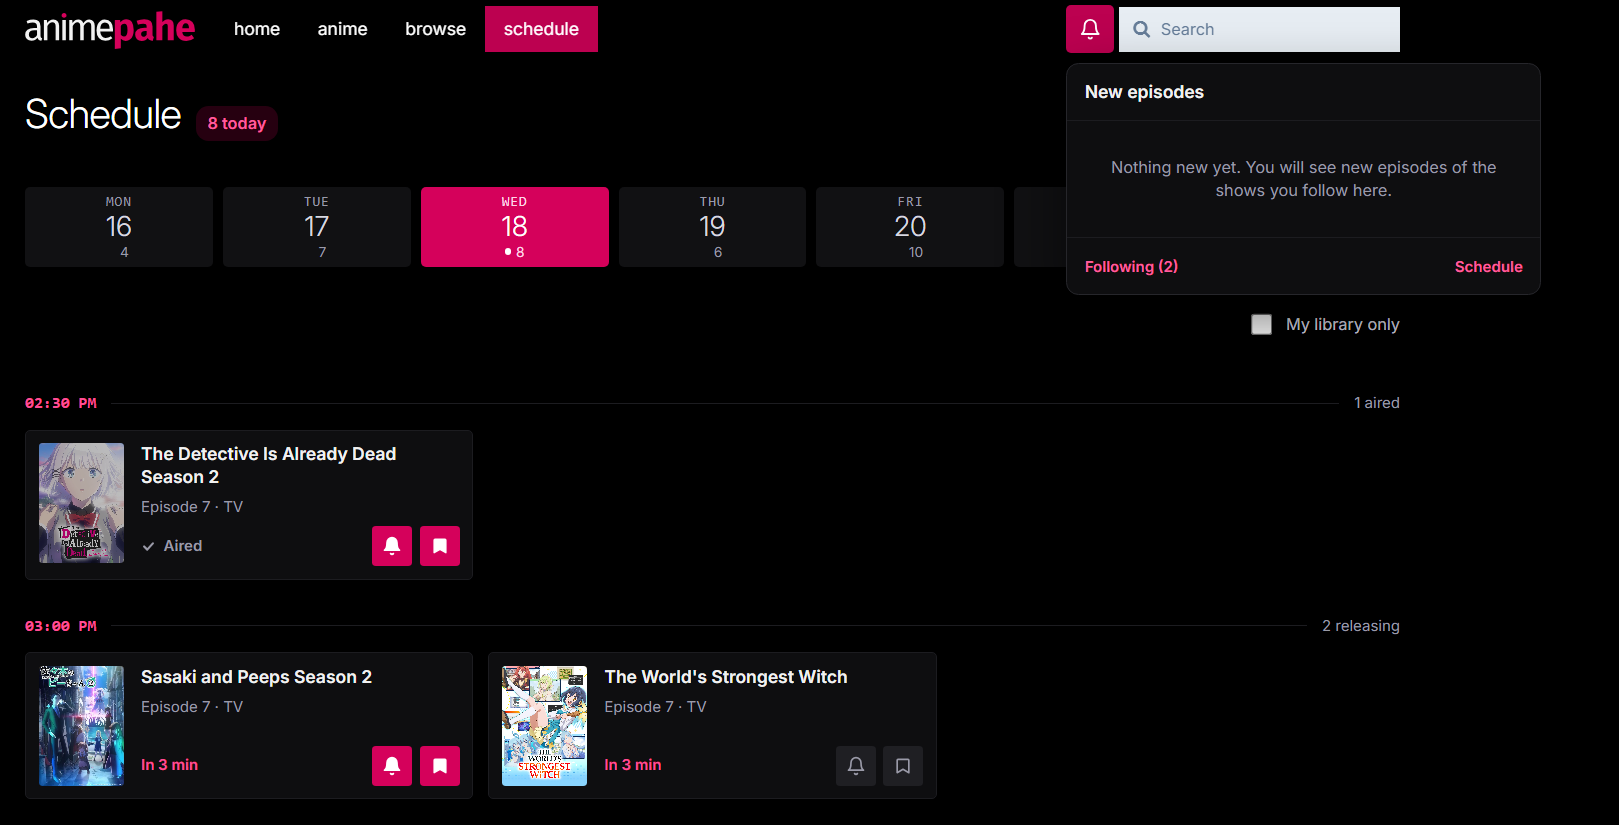 animepahe
home
anime
browse
schedule
Search
New episodes
Nothing new yet. You will see new episodes of the
shows you follow here.
Following (2)
Schedule
Schedule
8 today
MON
16
4
TUE
17
7
WED
18
8
THU
19
6
FRI
20
10
My library only
02:30 PM
1 aired
The Detective Is Already Dead
Season 2
Episode 7 · TV
Aired
03:00 PM
2 releasing
Sasaki and Peeps Season 2
Episode 7 · TV
In 3 min
The World's Strongest Witch
Episode 7 · TV
In 3 min
THE
WORLD'S
STRONGEST
WITCH